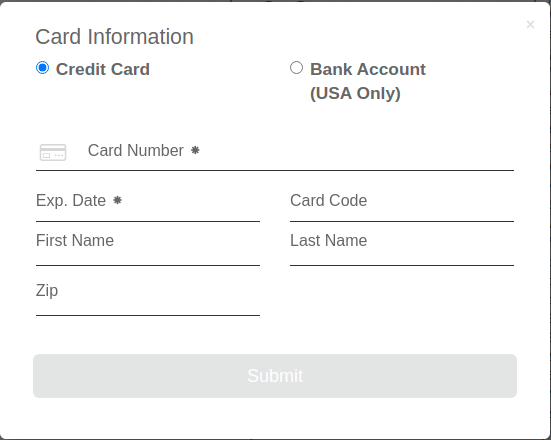 Card Information
×
Credit Card
Bank Account
(USA Only)
Card Number *
Exp. Date *
Card Code
First Name
Last Name
Zip
Submit